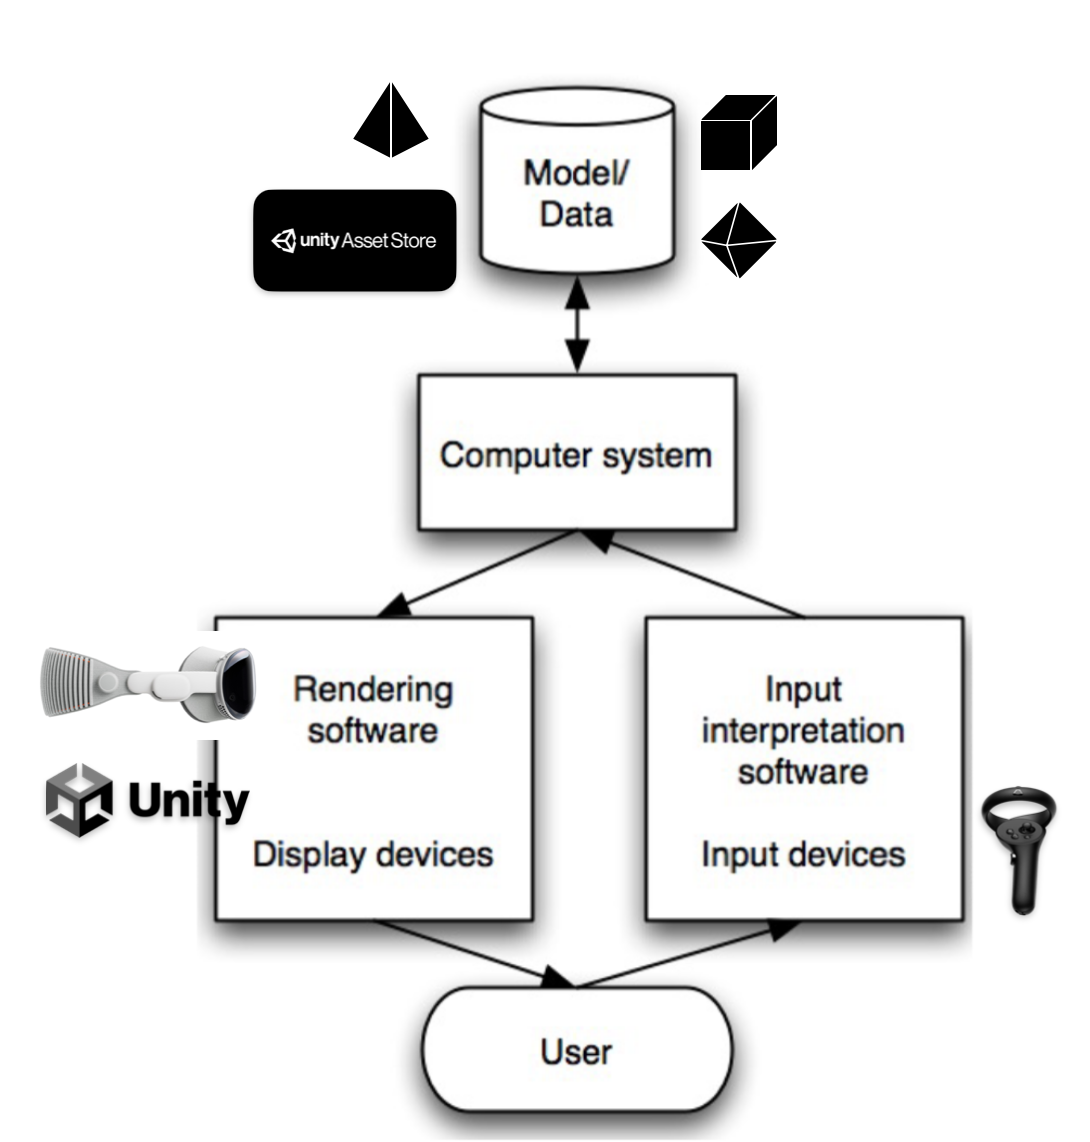 Model/
Data
unity Asset Store
Computer system
Rendering
software
Unity
Display devices
Input
interpretation
software
Input devices
User